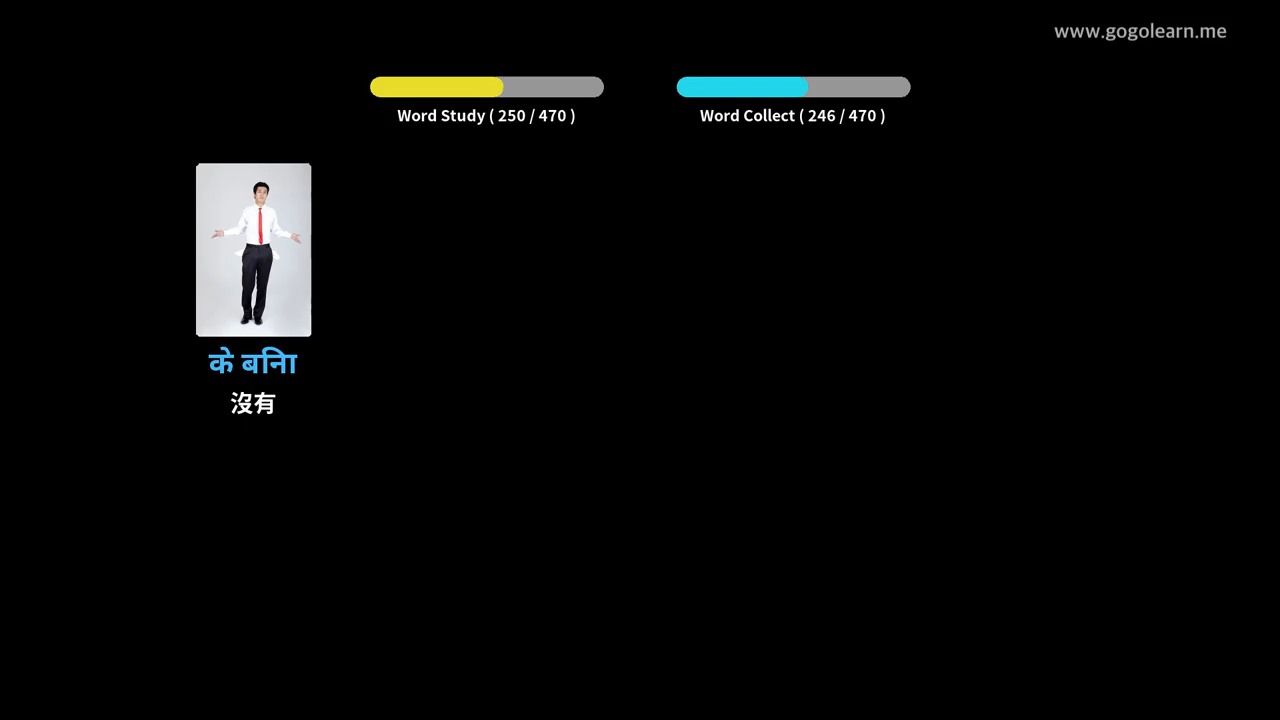 www.gogolearn.me
Word Study ( 250 / 470 )
Word Collect ( 246 / 470 )
के बिना
沒有